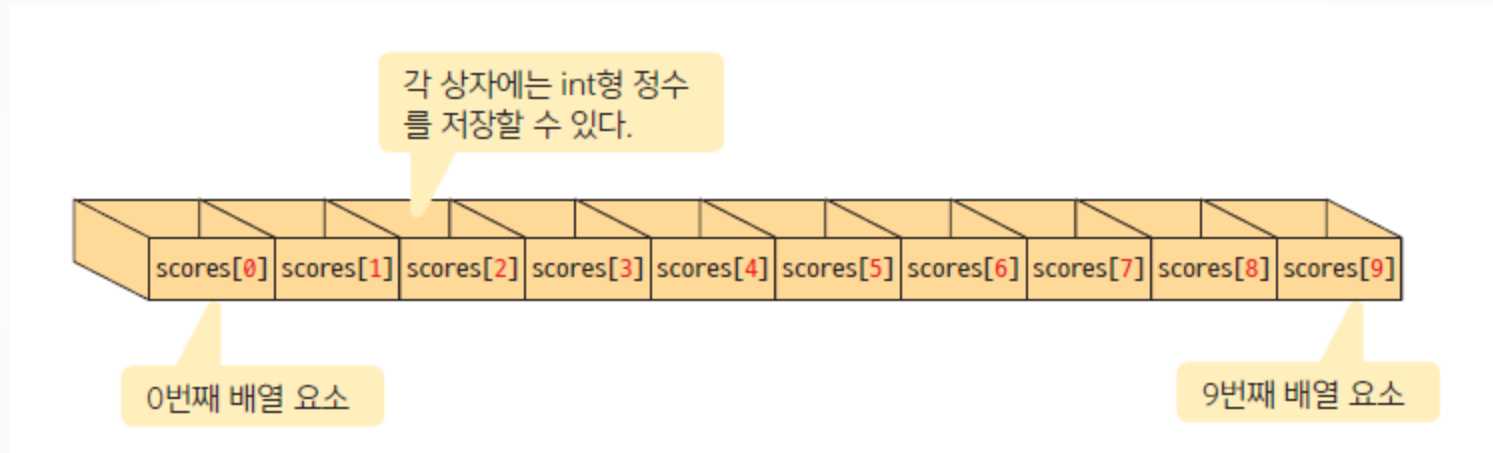 각 상자에는 int형 정수
를 저장할 수 있다.
scores[0] scores[1] scores[2] scores[3] scores[4] scores[5] scores[6] scores[7] scores[8] scores[9]
0번째 배열 요소
9번째 배열 요소